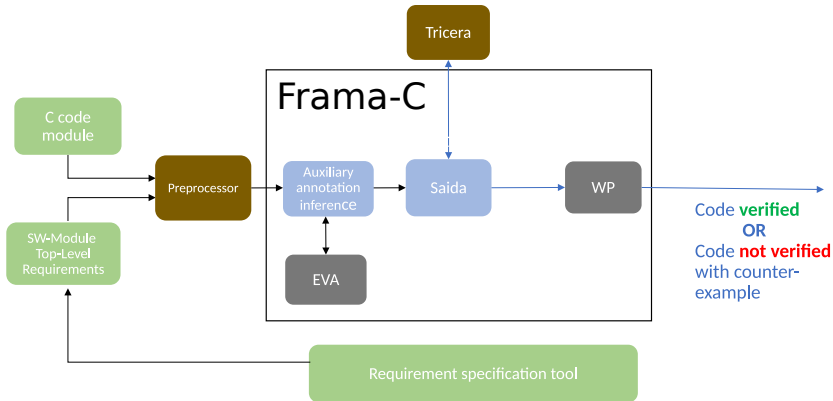 Tricera
Frama-C
C code
module
Preprocessor
Auxiliary
annotation
inference
Saida
WP
SW-Module
Top-Level
Requirements
EVA
Code verified
OR
Code not verified
with counter-
example
Requirement specification tool